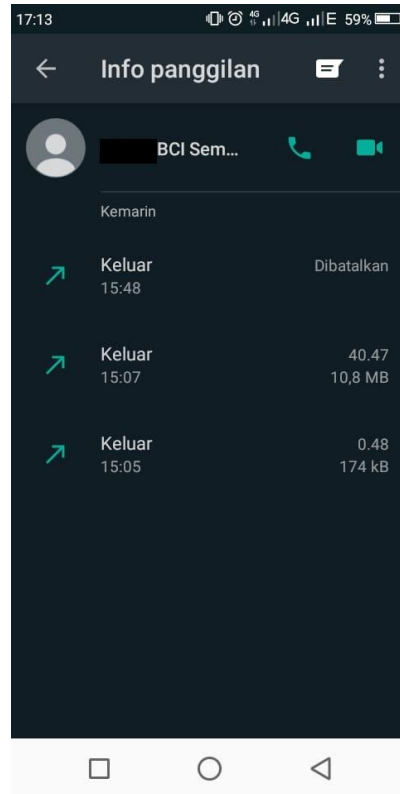 17:13 4G 4G E 59%
Info panggilan
BCI Sem...
Kemarin
Keluar Dibatalkan
15:48
Keluar 40.47
15:07 10,8 MB
Keluar 0.48
15:05 174 kB